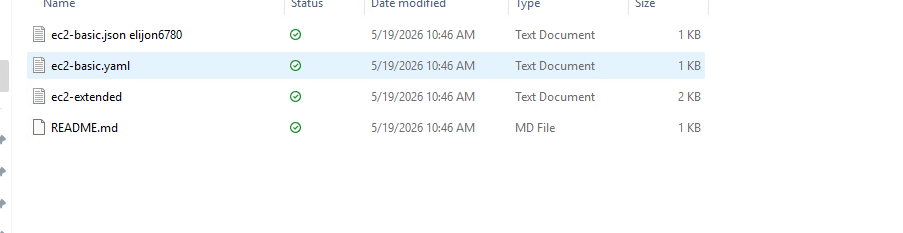 Name Status Date modified Type Size
ec2-basic.json elijon6780 5/19/2026 10:46 AM Text Document 1 KB
ec2-basic.yaml 5/19/2026 10:46 AM Text Document 1 KB
ec2-extended 5/19/2026 10:46 AM Text Document 2 KB
README.md 5/19/2026 10:46 AM MD File 1 KB